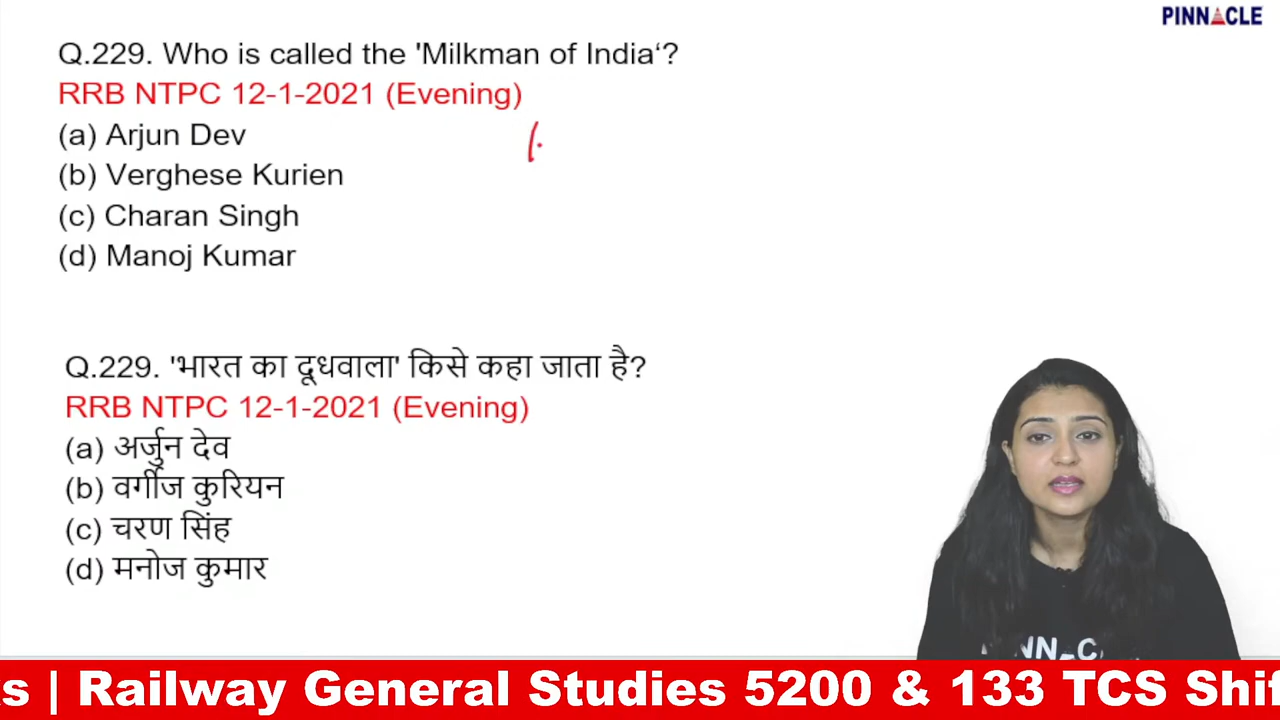 PINNACLE
Q.229. Who is called the 'Milkman of India‘?
RRB NTPC 12-1-2021 (Evening)
(a) Arjun Dev
(b) Verghese Kurien
(c) Charan Singh
(d) Manoj Kumar
Q.229. 'भारत का दूधवाला' किसे कहा जाता है?
RRB NTPC 12-1-2021 (Evening)
(a) अर्जुन देव
(b) वर्गीज कुरियन
(c) चरण सिंह
(d) मनोज कुमार
| Railway General Studies 5200 & 133 TCS